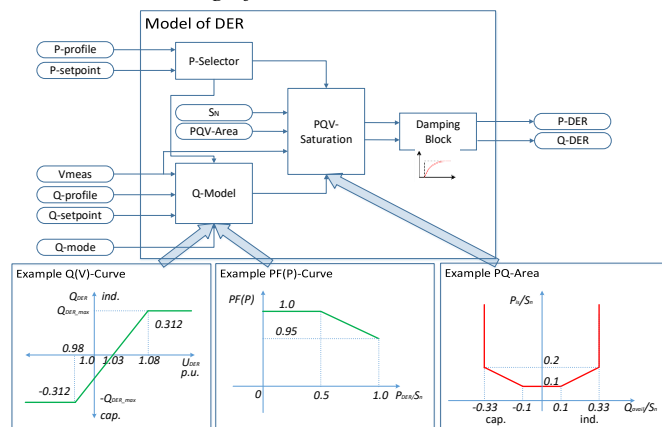 Model of DER
P-profile
P-setpoint
P-Selector
SN
PQV-Area
PQV-
Saturation
Damping
Block
P-DER
Q-DER
Vmeas
Q-profile
Q-setpoint
Q-mode
Q-Model
Example Q(V)-Curve
QDER
ind.
QDER_max
0.312
0.98
1.0
1.03
1.08
UDER
p.u.
-0.312
-QDER_max
cap.
Example PF(P)-Curve
PF(P)
1.0
0.95
0
0.5
1.0
PDER/Sn
Example PQ-Area
Pn/Sn
0.2
0.1
-0.33
-0.1
0.1
0.33
Qavail/Sn
cap.
ind.